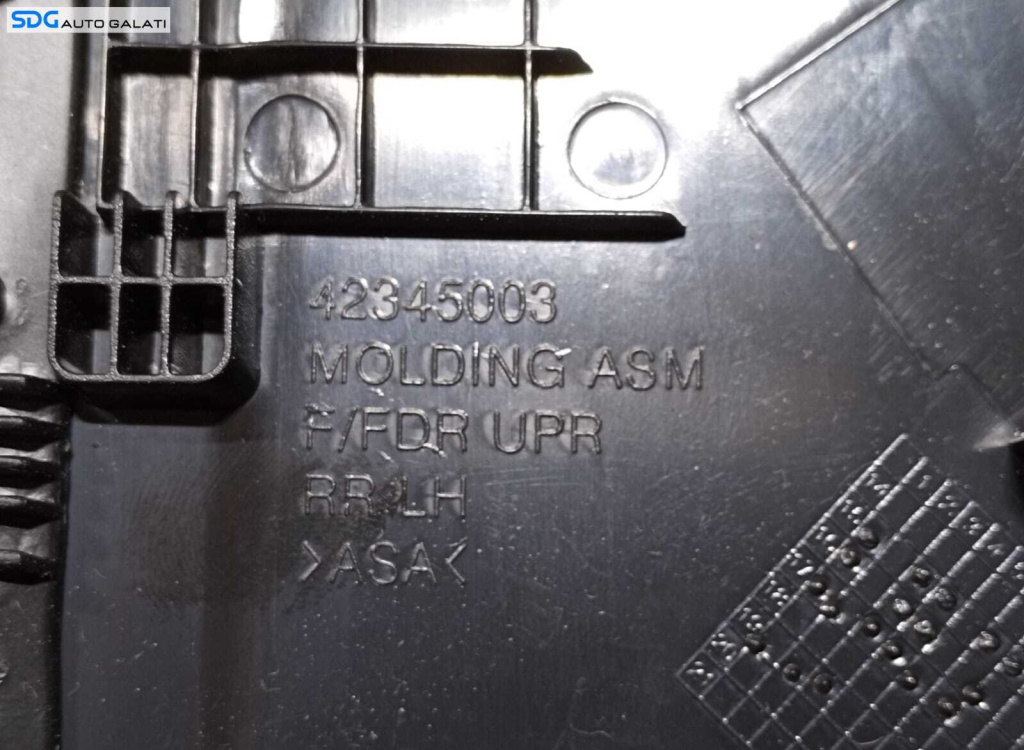 SDG AUTO GALATI
42345003
MOLDING ASM
F/FDR UPR
RR LH
>ASA<